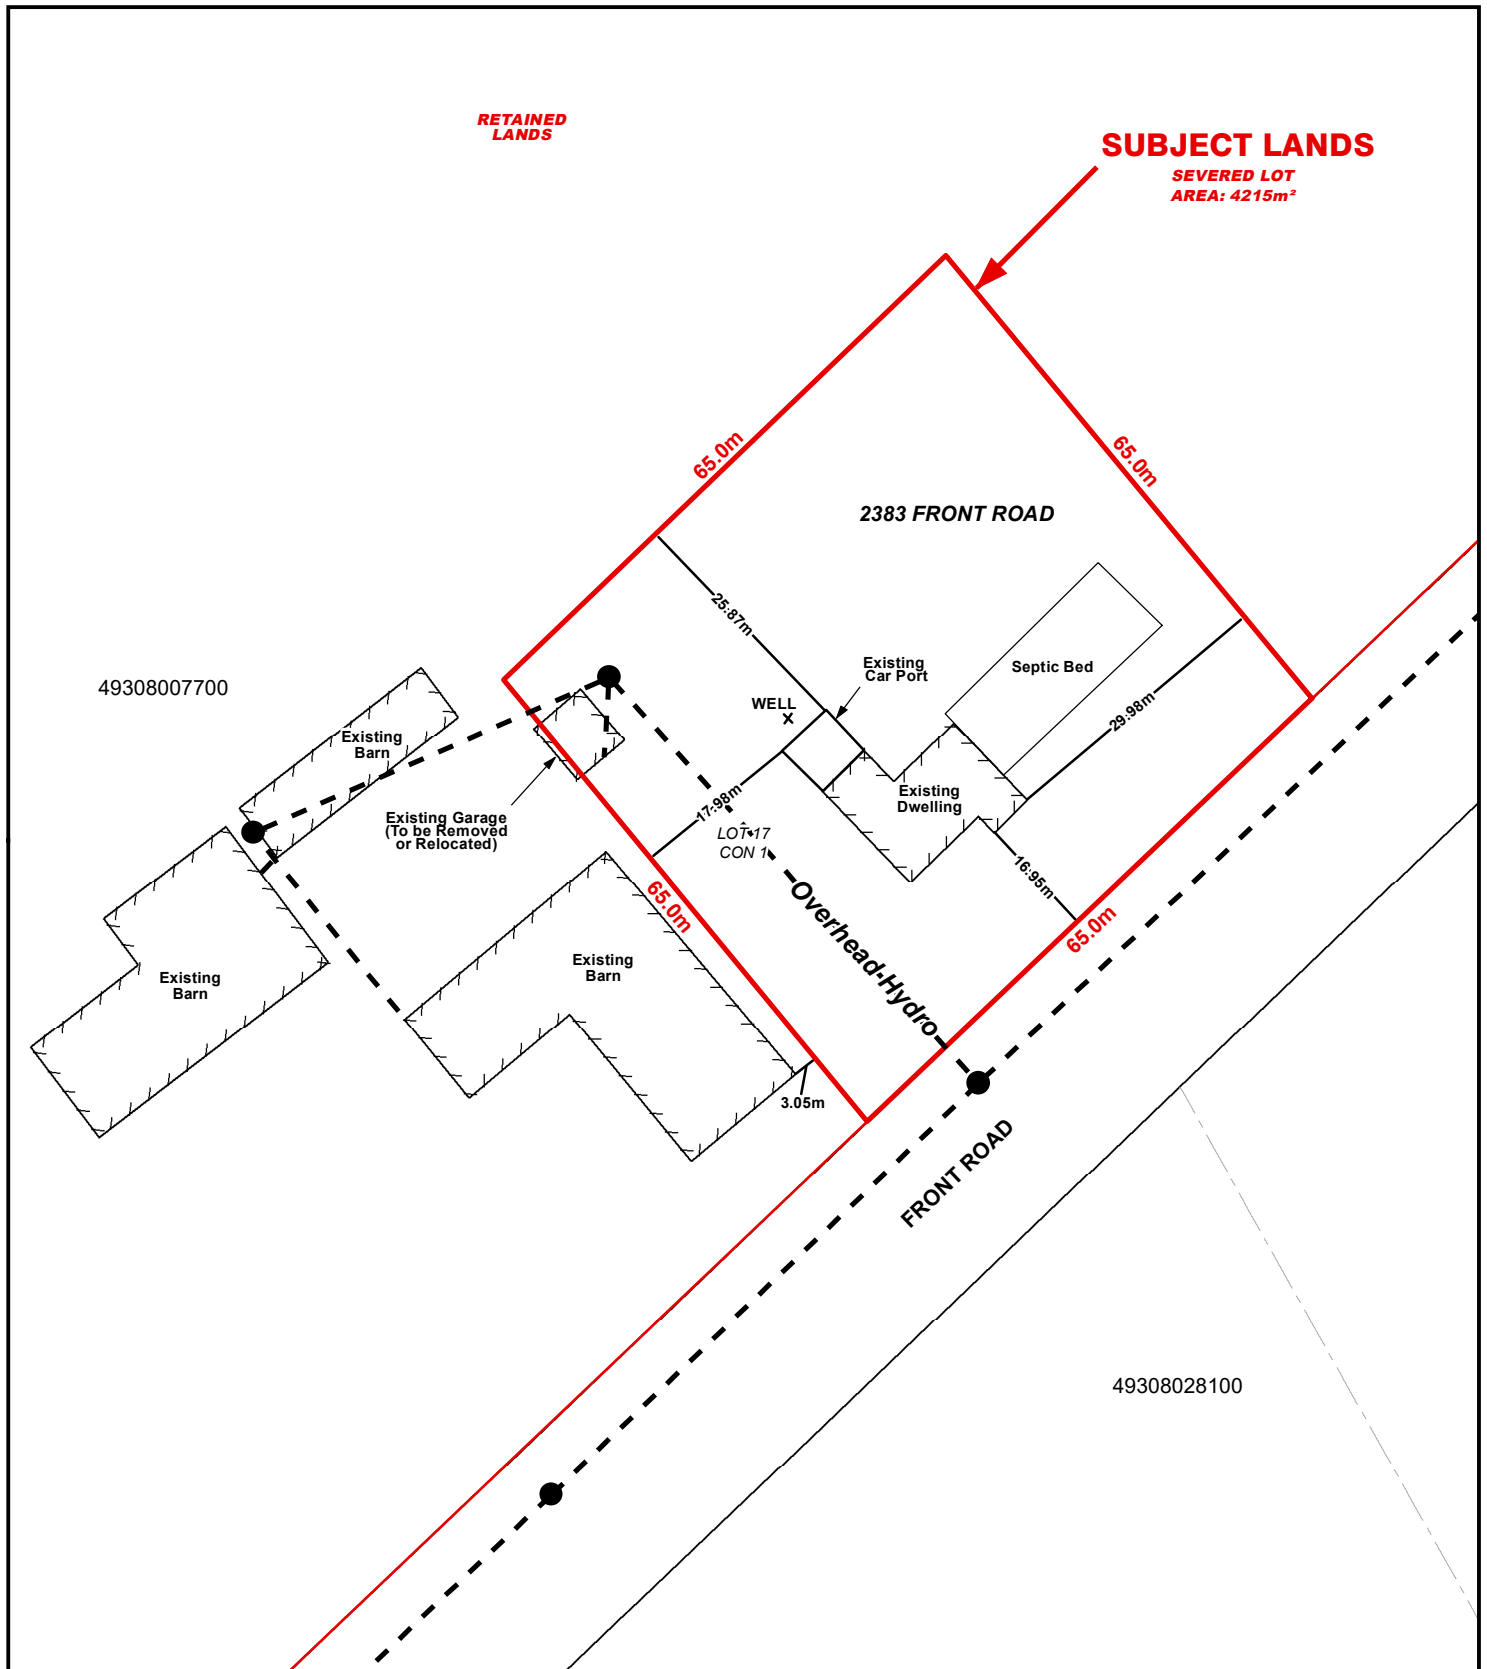 RETAINED
LANDS
SUBJECT LANDS
SEVERED LOT
AREA: 4215m²
65.0m
65.0m
2383 FRONT ROAD
25.87m
Existing
Car Port
Septic Bed
49308007700
WELL
29.98m
Existing
Barn
Existing
Dwelling
17.98m
Existing Garage
(To be Removed
or Relocated)
LOT 17
CON 1
16.95m
65.0m
65.0m
Overhead Hydro
Existing
Barn
Existing
Barn
3.05m
FRONT ROAD
49308028100